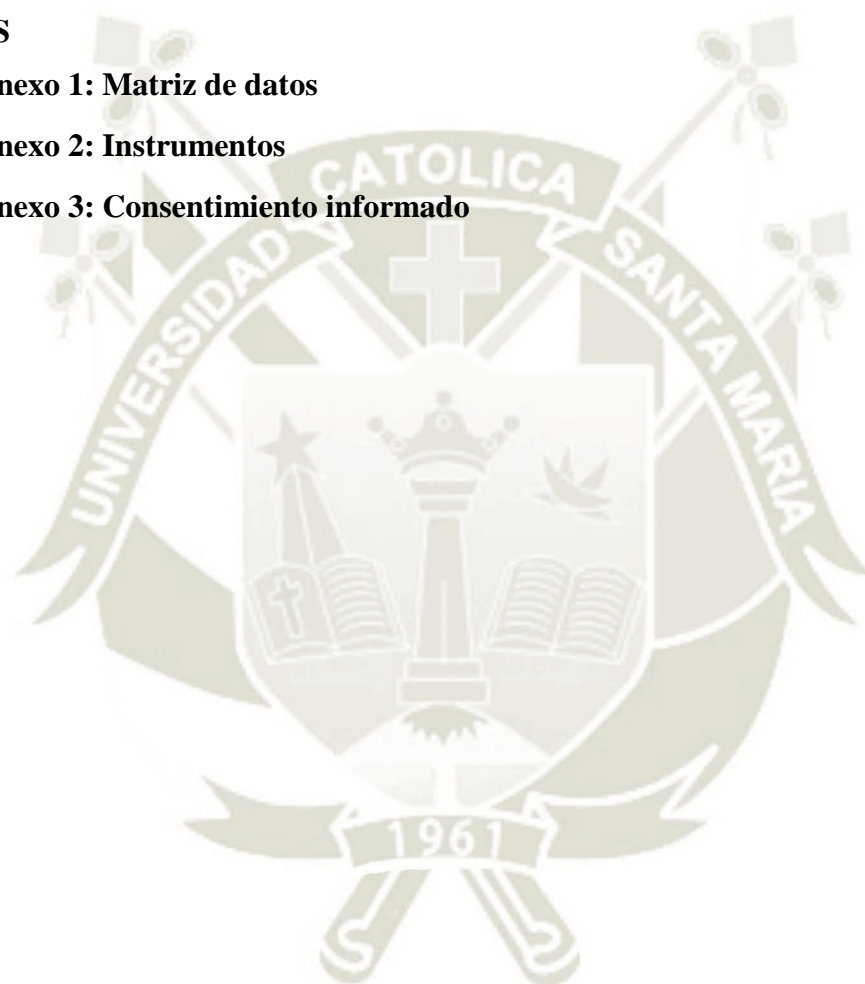 S
nexo 1: Matriz de datos
nexo 2: Instrumentos
nexo 3: Consentimiento informado
UNIVERSIDAD CATOLICA SANTA MARIA
1961